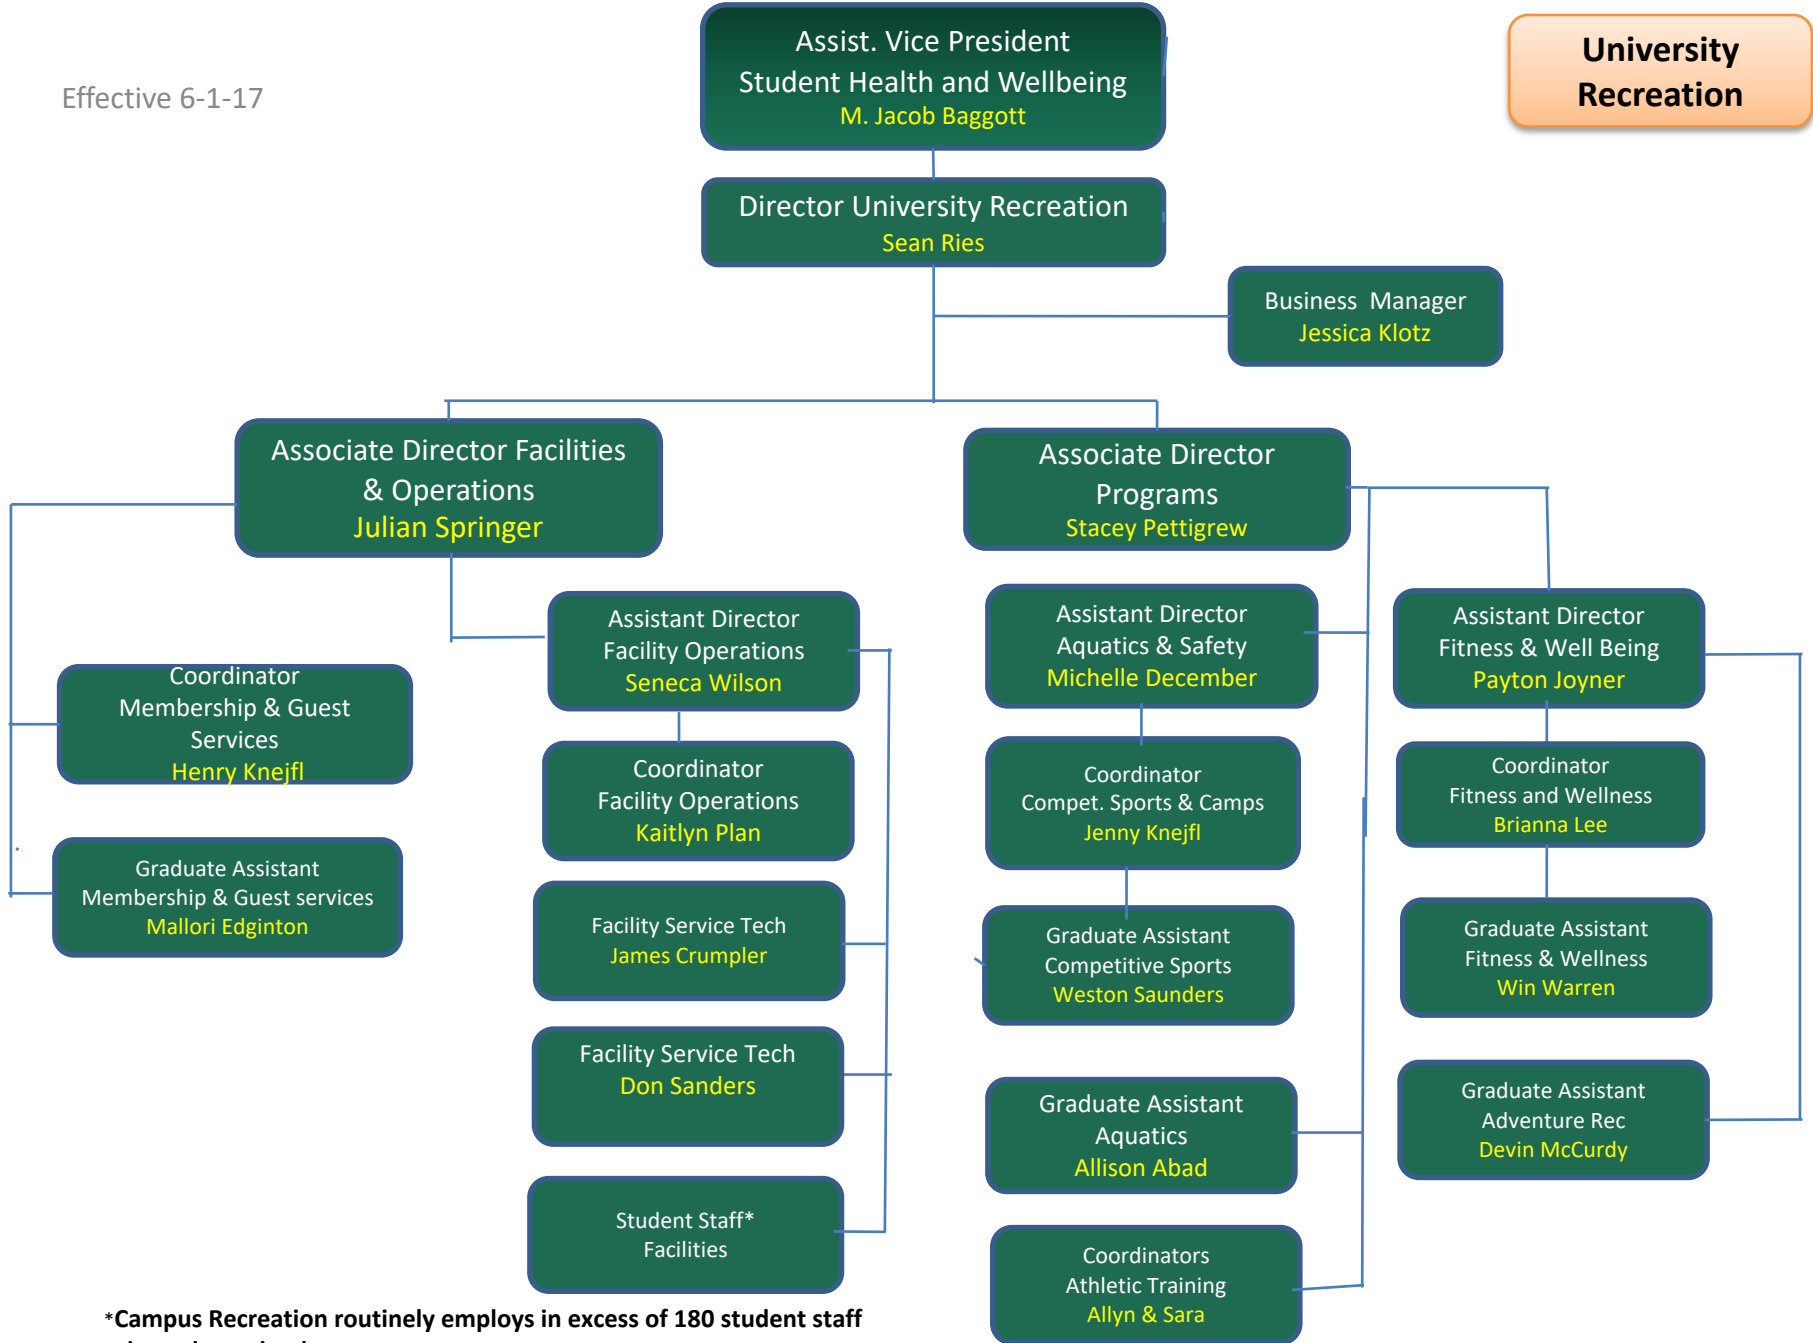 Effective 6-1-17
Assist. Vice President
Student Health and Wellbeing
M. Jacob Baggott
University
Recreation
Director University Recreation
Sean Ries
Business  Manager
Jessica Klotz
Associate Director Facilities
& Operations
Julian Springer
Associate Director
Programs
Stacey Pettigrew
Coordinator
Membership & Guest
Services
Henry Knejfl
Graduate Assistant
Membership & Guest services
Mallori Edginton
Assistant Director
Facility Operations
Seneca Wilson
Coordinator
Facility Operations
Kaitlyn Plan
Facility Service Tech
James Crumpler
Facility Service Tech
Don Sanders
Student Staff*
Facilities
Assistant Director
Aquatics & Safety
Michelle December
Coordinator
Compet. Sports & Camps
Jenny Knejfl
Graduate Assistant
Competitive Sports
Weston Saunders
Graduate Assistant
Aquatics
Allison Abad
Coordinators
Athletic Training
Allyn & Sara
Assistant Director
Fitness & Well Being
Payton Joyner
Coordinator
Fitness and Wellness
Brianna Lee
Graduate Assistant
Fitness & Wellness
Win Warren
Graduate Assistant
Adventure Rec
Devin McCurdy
*Campus Recreation routinely employs in excess of 180 student staff